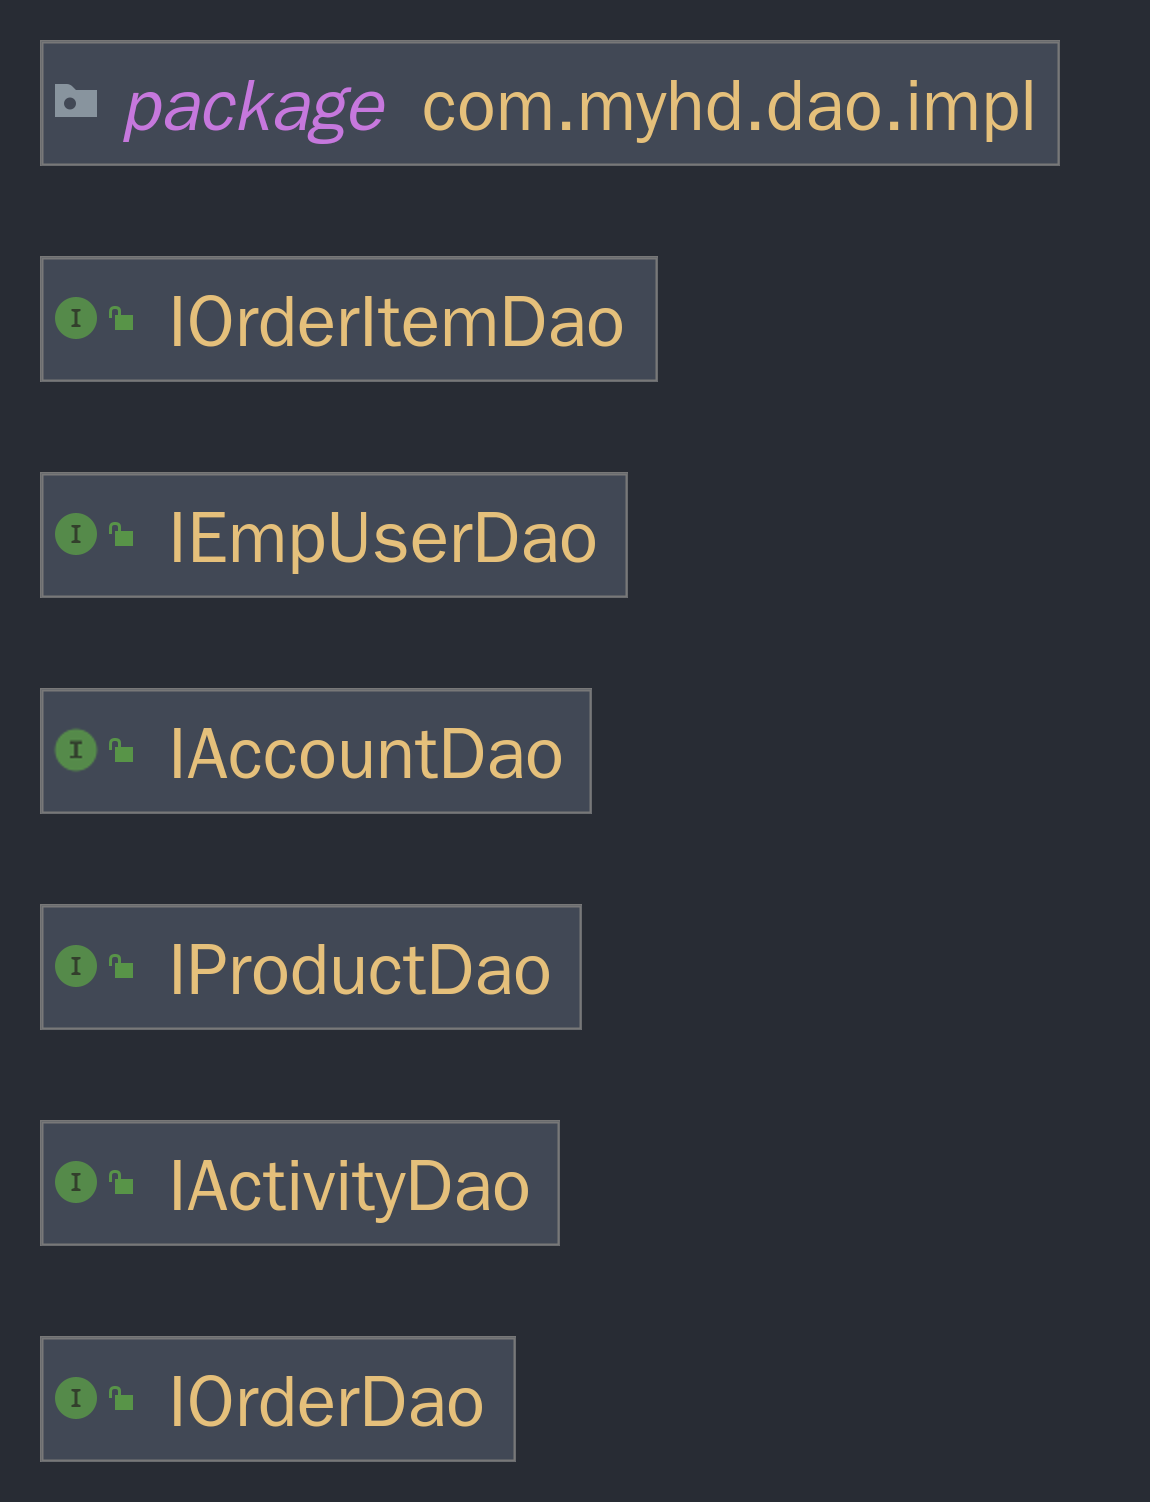 package com.myhd.dao.impl
IOrderItemDao
IEmpUserDao
IAccountDao
IProductDao
IActivityDao
IOrderDao